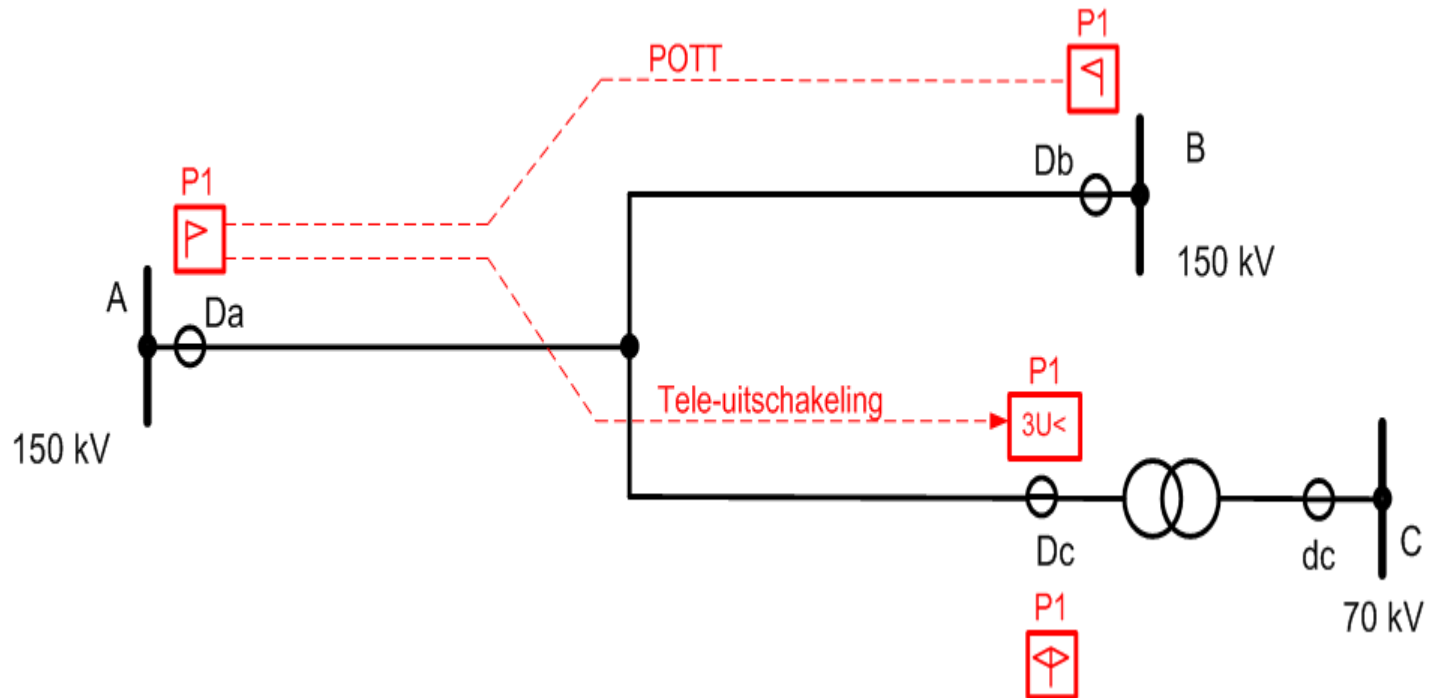 P1
POTT
P1
Db
B
A
Da
150 kV
150 kV
P1
Tele-uitschakeling
3U<
Dc
dc
C
P1
70 kV